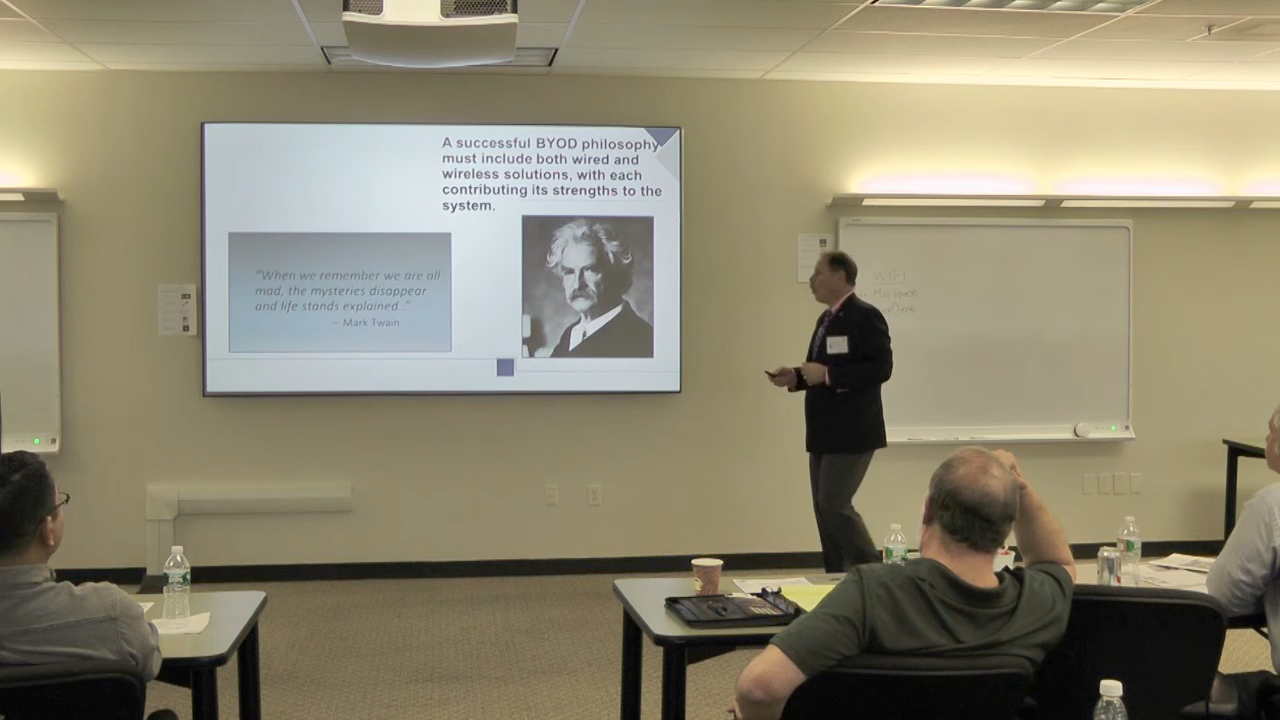 A successful BYOD philosophy
must include both wired and
wireless solutions, with each
contributing its strengths to the
system.
“When we remember we are all
mad, the mysteries disappear
and life stands explained..”
– Mark Twain
WIFI